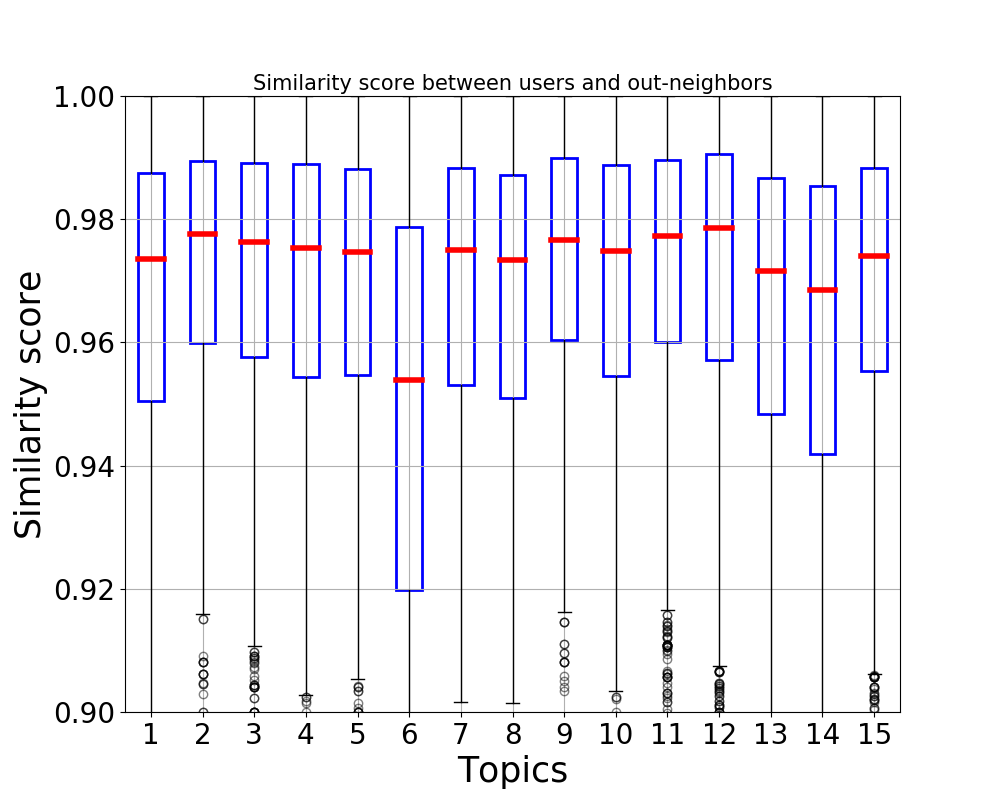 Similarity score between users and out-neighbors
1.00
0.98
0.96
0.94
0.92
0.90
Similarity score
1 2 3 4 5 6 7 8 9 10 11 12 13 14 15
Topics